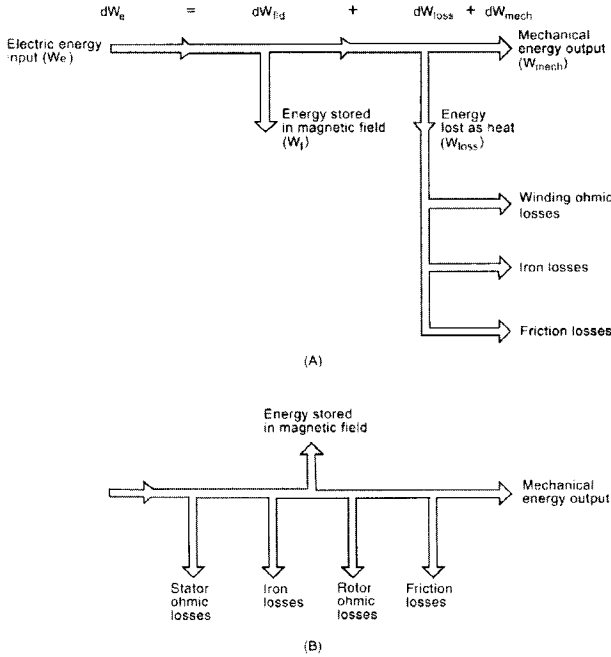 dWe = dWfld + dWloss + dWmech
Electric energy
input (We)
Mechanical
energy output
(Wmech)
Energy stored
in magnetic field
(Wf)
Energy
lost as heat
(Wloss)
Winding ohmic
losses
Iron losses
Friction losses
(A)
Energy stored
in magnetic field
Mechanical
energy output
Stator
ohmic
losses
Iron
losses
Rotor
ohmic
losses
Friction
losses
(B)